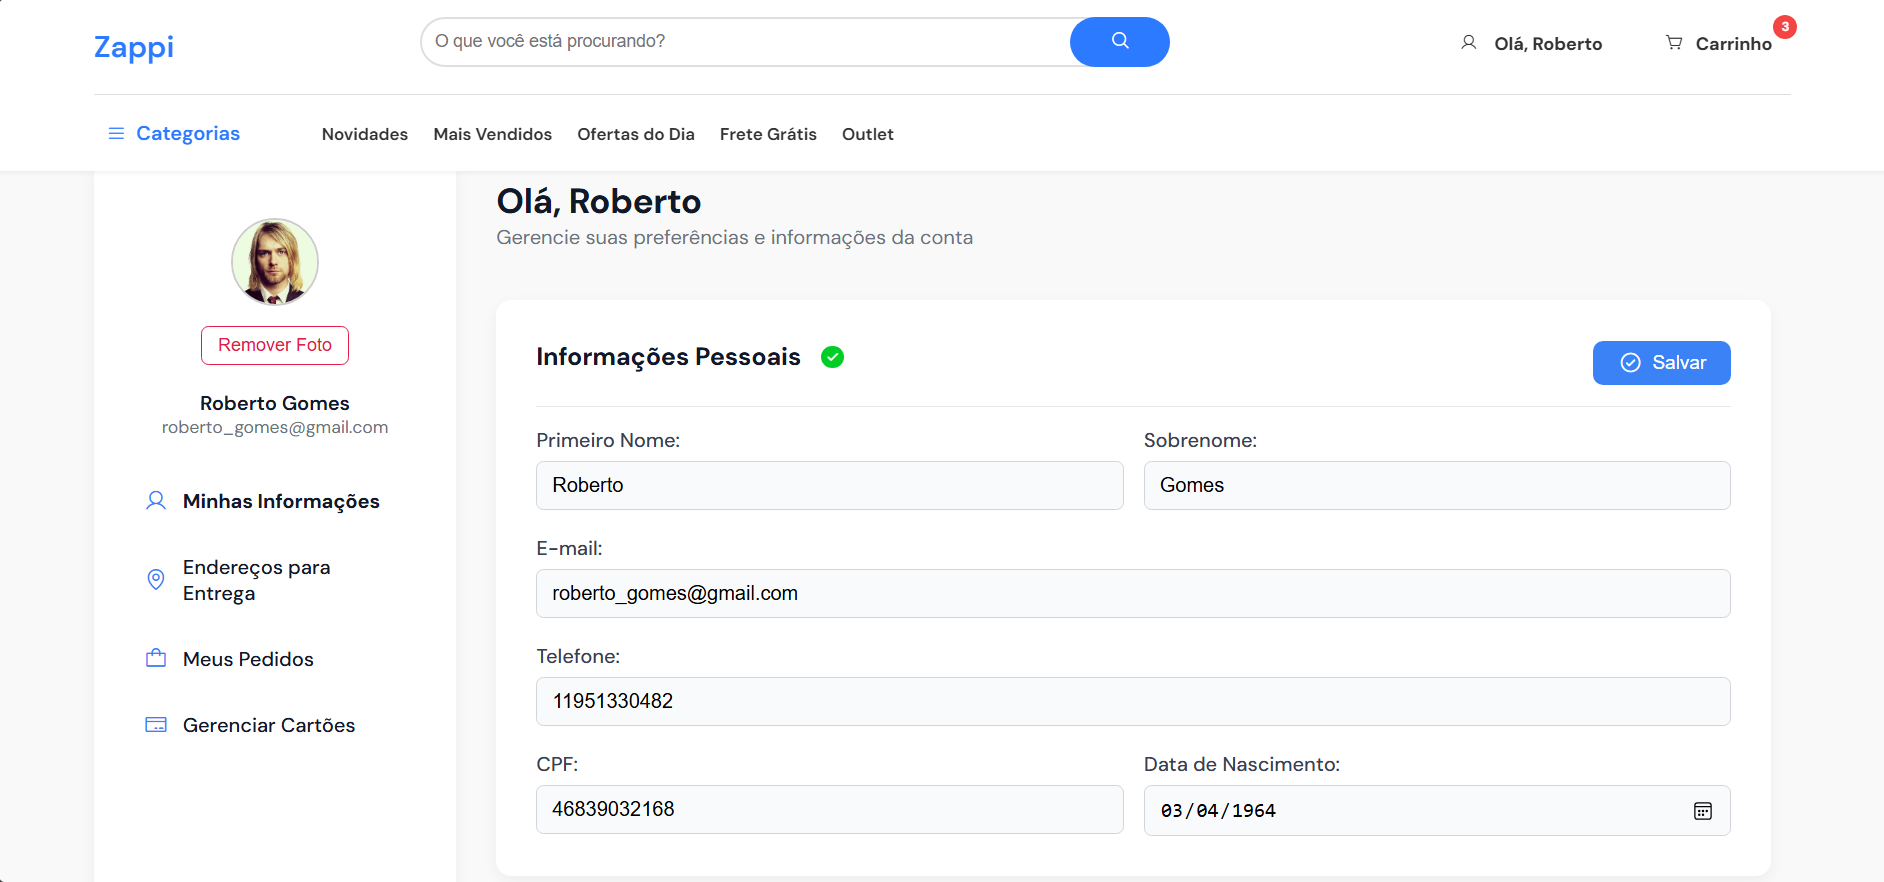 Zappi
O que você está procurando?
Olá, Roberto
Carrinho
3
Categorias
Novidades
Mais Vendidos
Ofertas do Dia
Frete Grátis
Outlet
Remover Foto
Roberto Gomes
roberto_gomes@gmail.com
Minhas Informações
Endereços para
Entrega
Meus Pedidos
Gerenciar Cartões
Olá, Roberto
Gerencie suas preferências e informações da conta
Informações Pessoais
Salvar
Primeiro Nome:
Roberto
Sobrenome:
Gomes
E-mail:
roberto_gomes@gmail.com
Telefone:
11951330482
CPF:
46839032168
Data de Nascimento:
03/04/1964